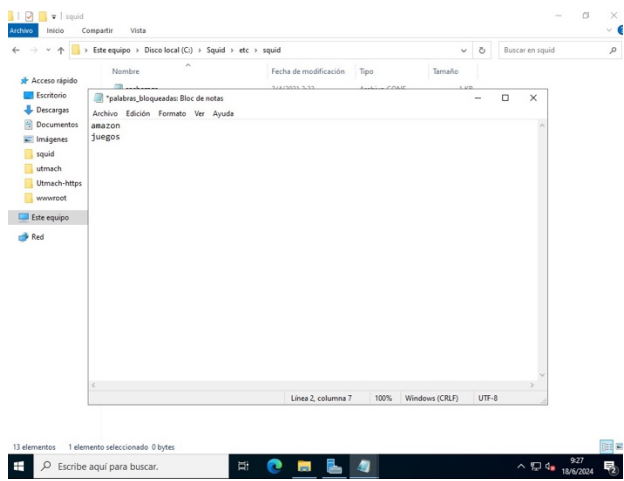 squid
Archivo Inicio Compartir Vista
Este equipo > Disco local (C:) > Squid > etc > squid
Buscar en squid
Nombre Fecha de modificación Tipo Tamaño
Acceso rápido
Escritorio
Descargas
Documentos
Imágenes
squid
utmach
Utmach-https
wwwroot
Este equipo
Red
*palabras_bloqueadas: Bloc de notas
Archivo Edición Formato Ver Ayuda
amazon
juegos
Línea 2, columna 7 100% Windows (CRLF) UTF-8
13 elementos 1 elemento seleccionado 0 bytes
Escribe aquí para buscar.
9:27
18/6/2024
2